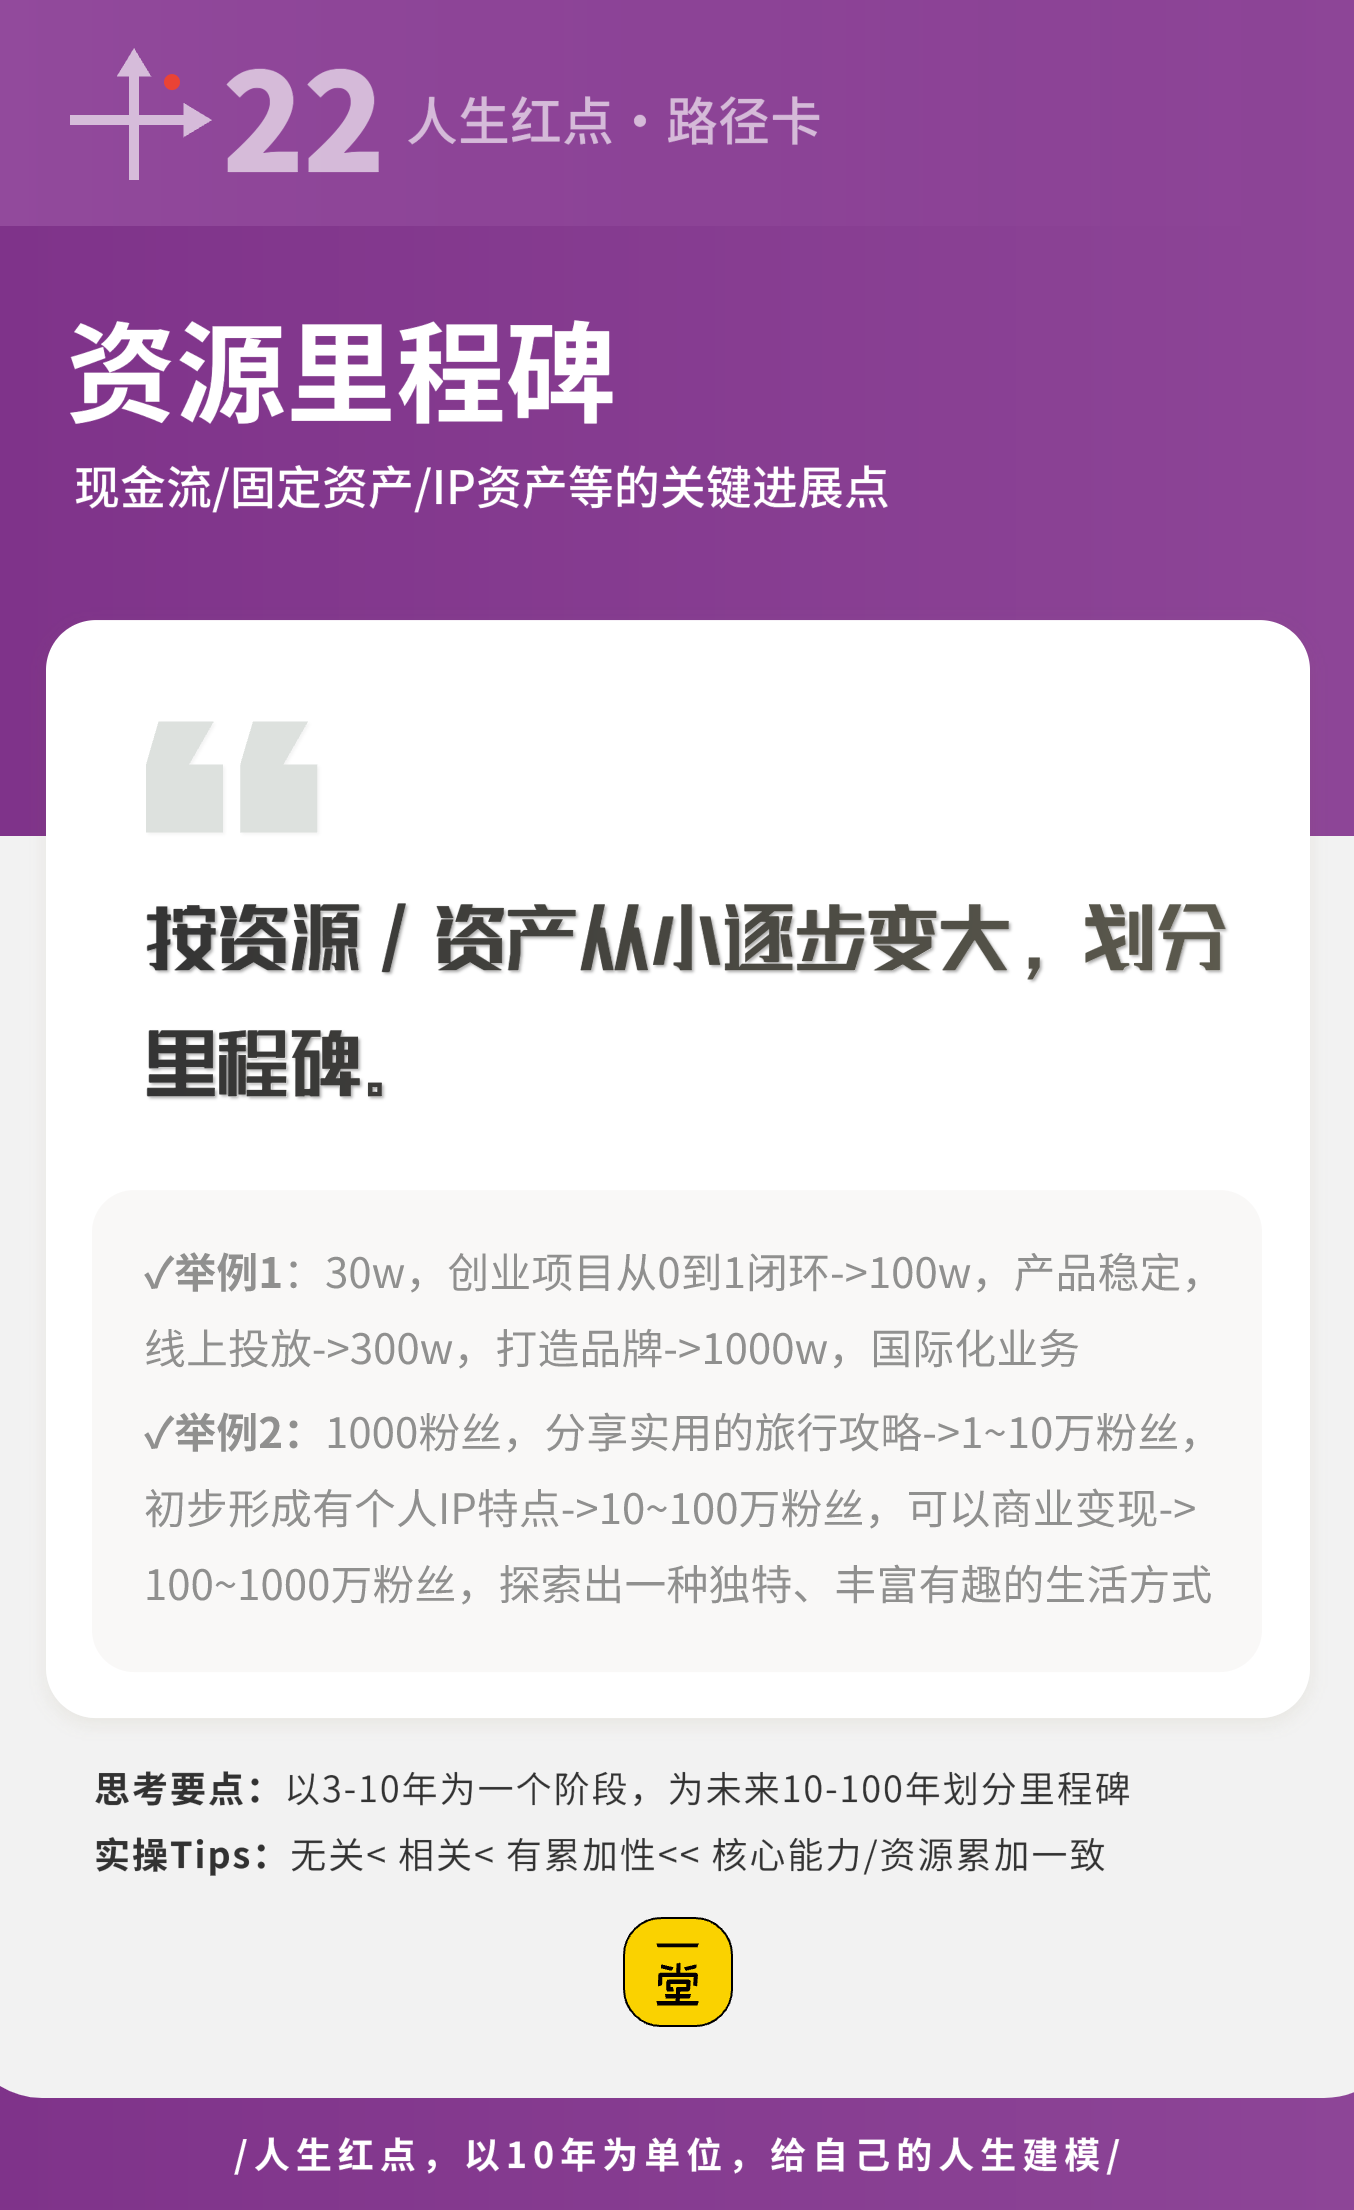 22 人生红点·路径卡
资源里程碑
现金流/固定资产/IP资产等的关键进展点
“
按资源 / 资产从小逐步变大，划分
里程碑。
✓举例1：30w，创业项目从0到1闭环->100w，产品稳定，
线上投放->300w，打造品牌->1000w，国际化业务
✓举例2：1000粉丝，分享实用的旅行攻略->1~10万粉丝，
初步形成有个人IP特点->10~100万粉丝，可以商业变现->
100~1000万粉丝，探索出一种独特、丰富有趣的生活方式
思考要点：以3-10年为一个阶段，为未来10-100年划分里程碑
实操Tips：无关< 相关< 有累加性<< 核心能力/资源累加一致
一
堂
/人生红点，以10年为单位，给自己的人生建模/